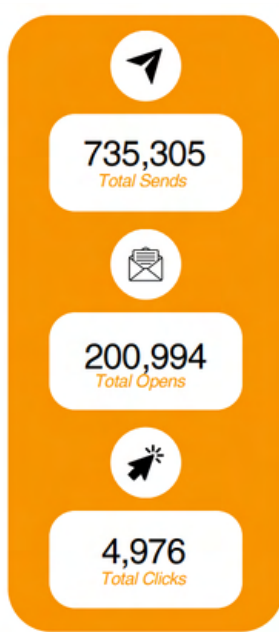 735,305
Total Sends
200,994
Total Opens
4,976
Total Clicks